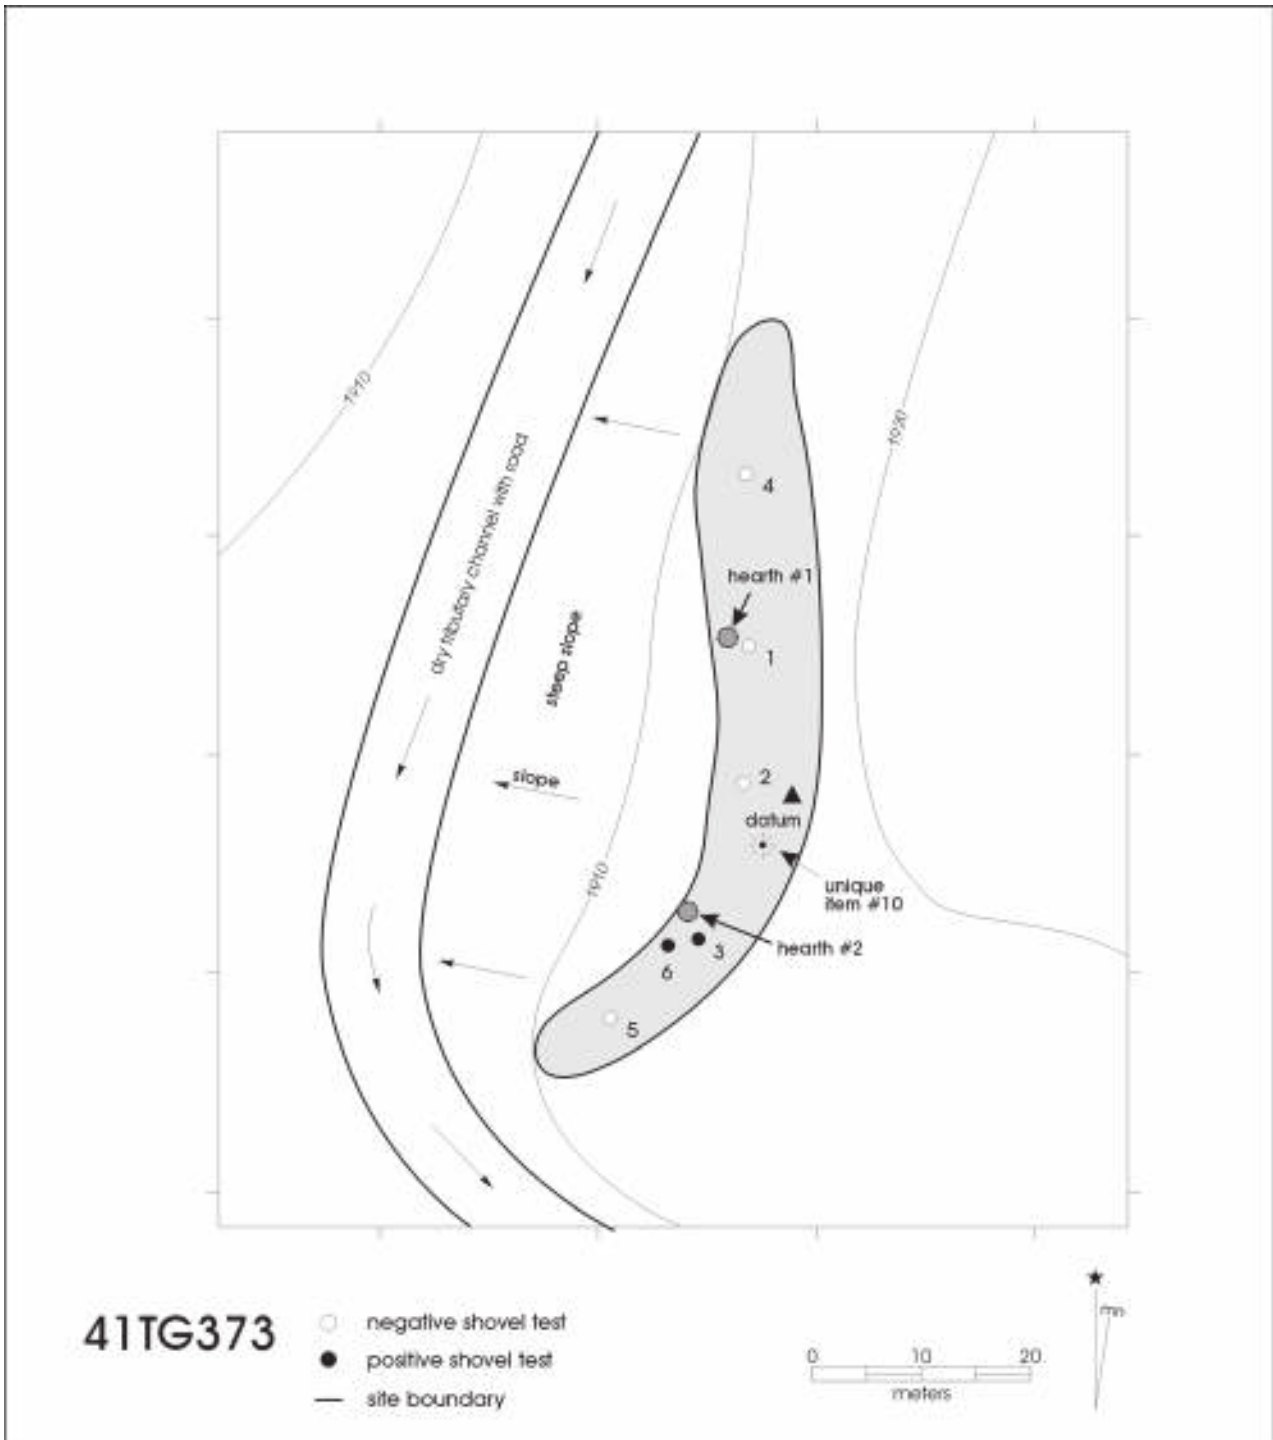 1910
dry tributary channel with road
1920
4
hearth #1
1
steep slope
2
slope
datum
1910
unique
item #10
hearth #2
3
6
5
mn
41TG373
negative shovel test
positive shovel test
site boundary
0 10 20
meters